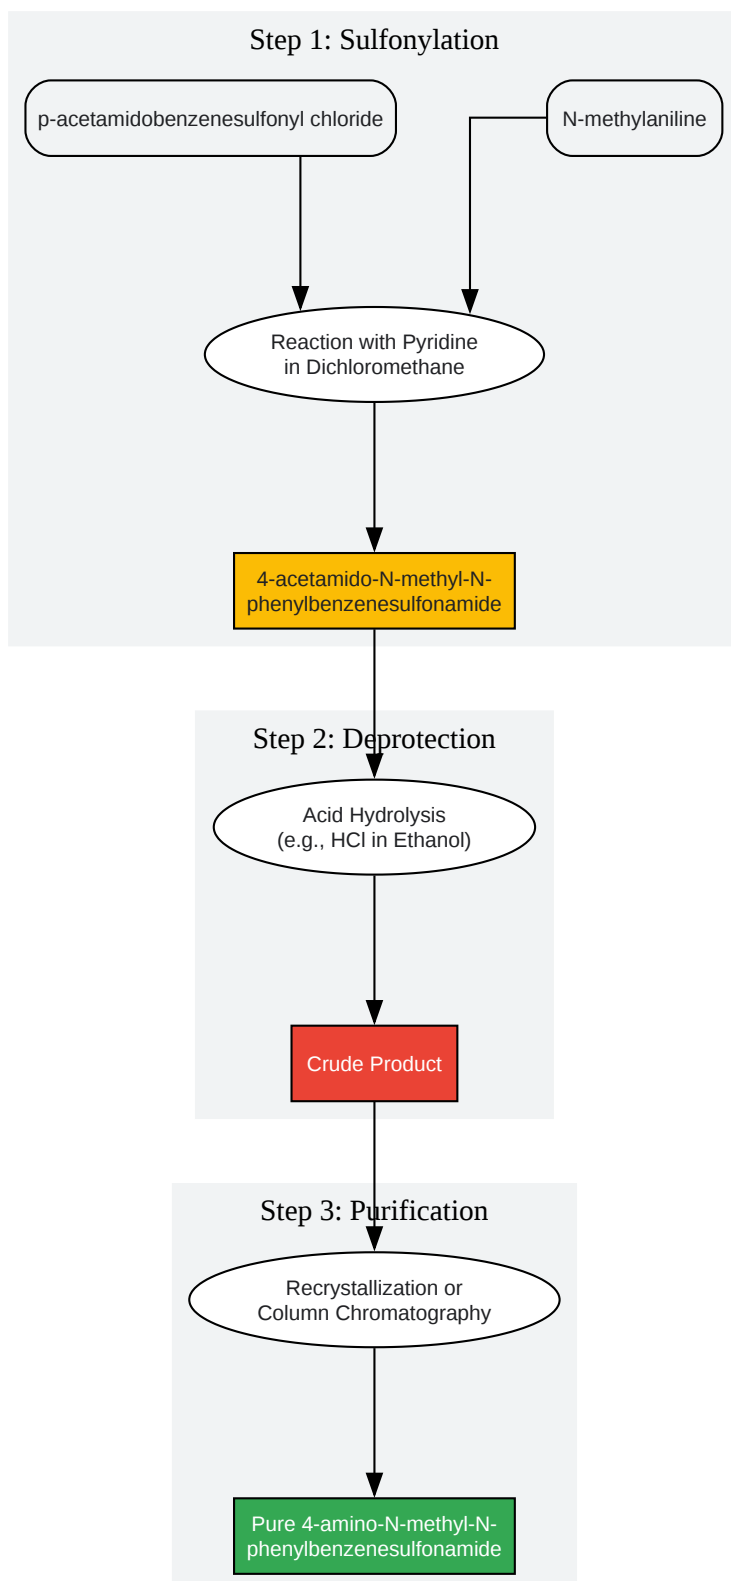 Step 1: Sulfonylation
p-acetamidobenzenesulfonyl chloride
N-methylaniline
Reaction with Pyridine
in Dichloromethane
4-acetamido-N-methyl-N-
phenylbenzenesulfonamide
Step 2: Deprotection
Acid Hydrolysis
(e.g., HCl in Ethanol)
Crude Product
Step 3: Purification
Recrystallization or
Column Chromatography
Pure 4-amino-N-methyl-N-
phenylbenzenesulfonamide